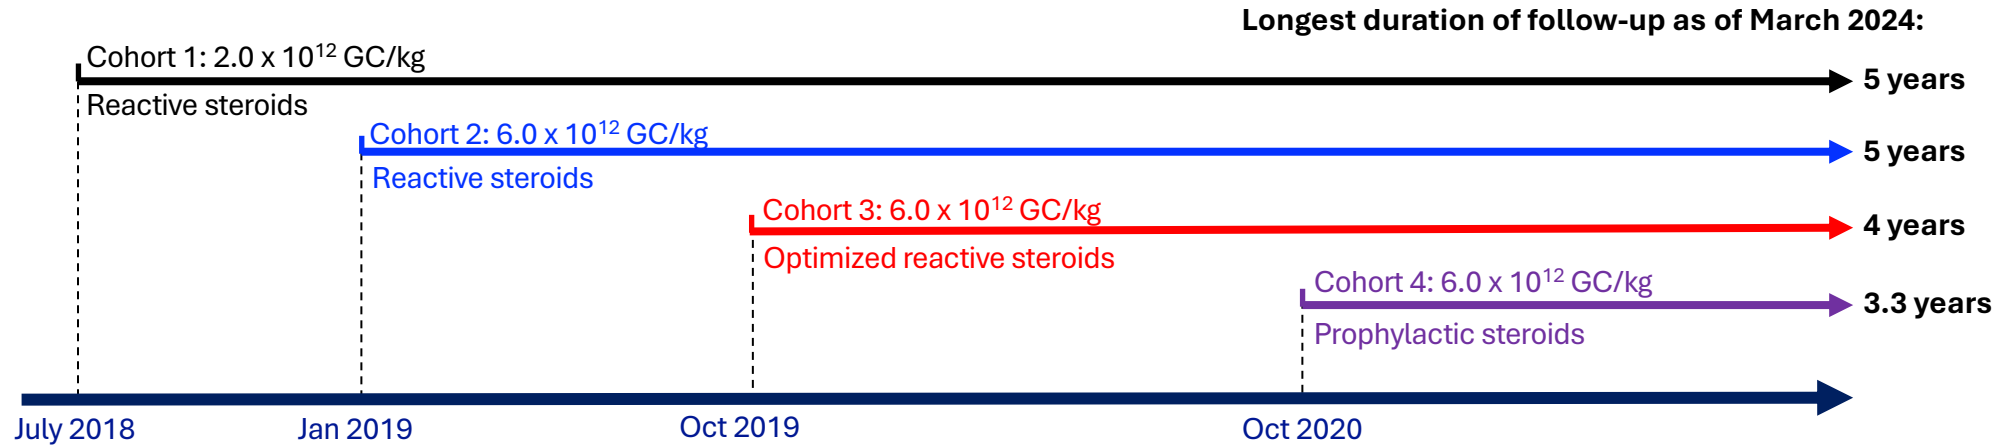 Longest duration of follow-up as of March 2024:
Cohort 1: 2.0 x 10¹² GC/kg
5 years
Reactive steroids
Cohort 2: 6.0 x 10¹² GC/kg
5 years
Reactive steroids
Cohort 3: 6.0 x 10¹² GC/kg
4 years
Optimized reactive steroids
Cohort 4: 6.0 x 10¹² GC/kg
3.3 years
Prophylactic steroids
July 2018
Jan 2019
Oct 2019
Oct 2020